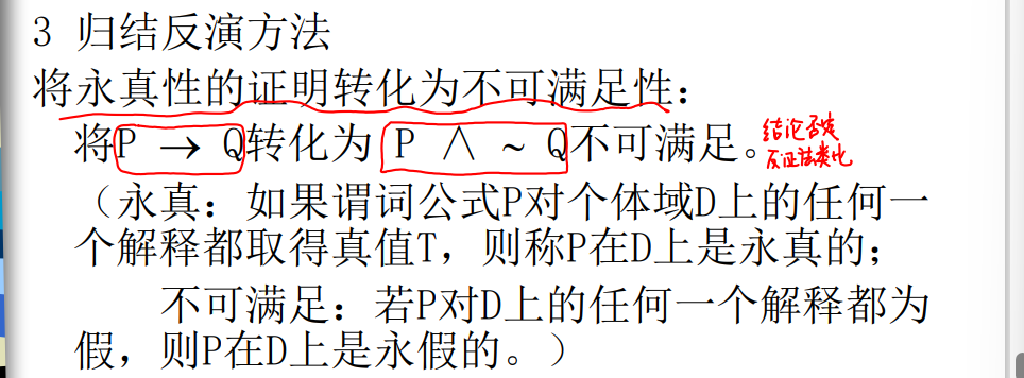 3 归结反演方法
将永真性的证明转化为不可满足性：
将P → Q转化为 P ∧ ~ Q不可满足。
结论否定
反证法类比
（永真：如果谓词公式P对个体域D上的任何一
个解释都取得真值T，则称P在D上是永真的；
不可满足：若P对D上的任何一个解释都为
假，则P在D上是永假的。）